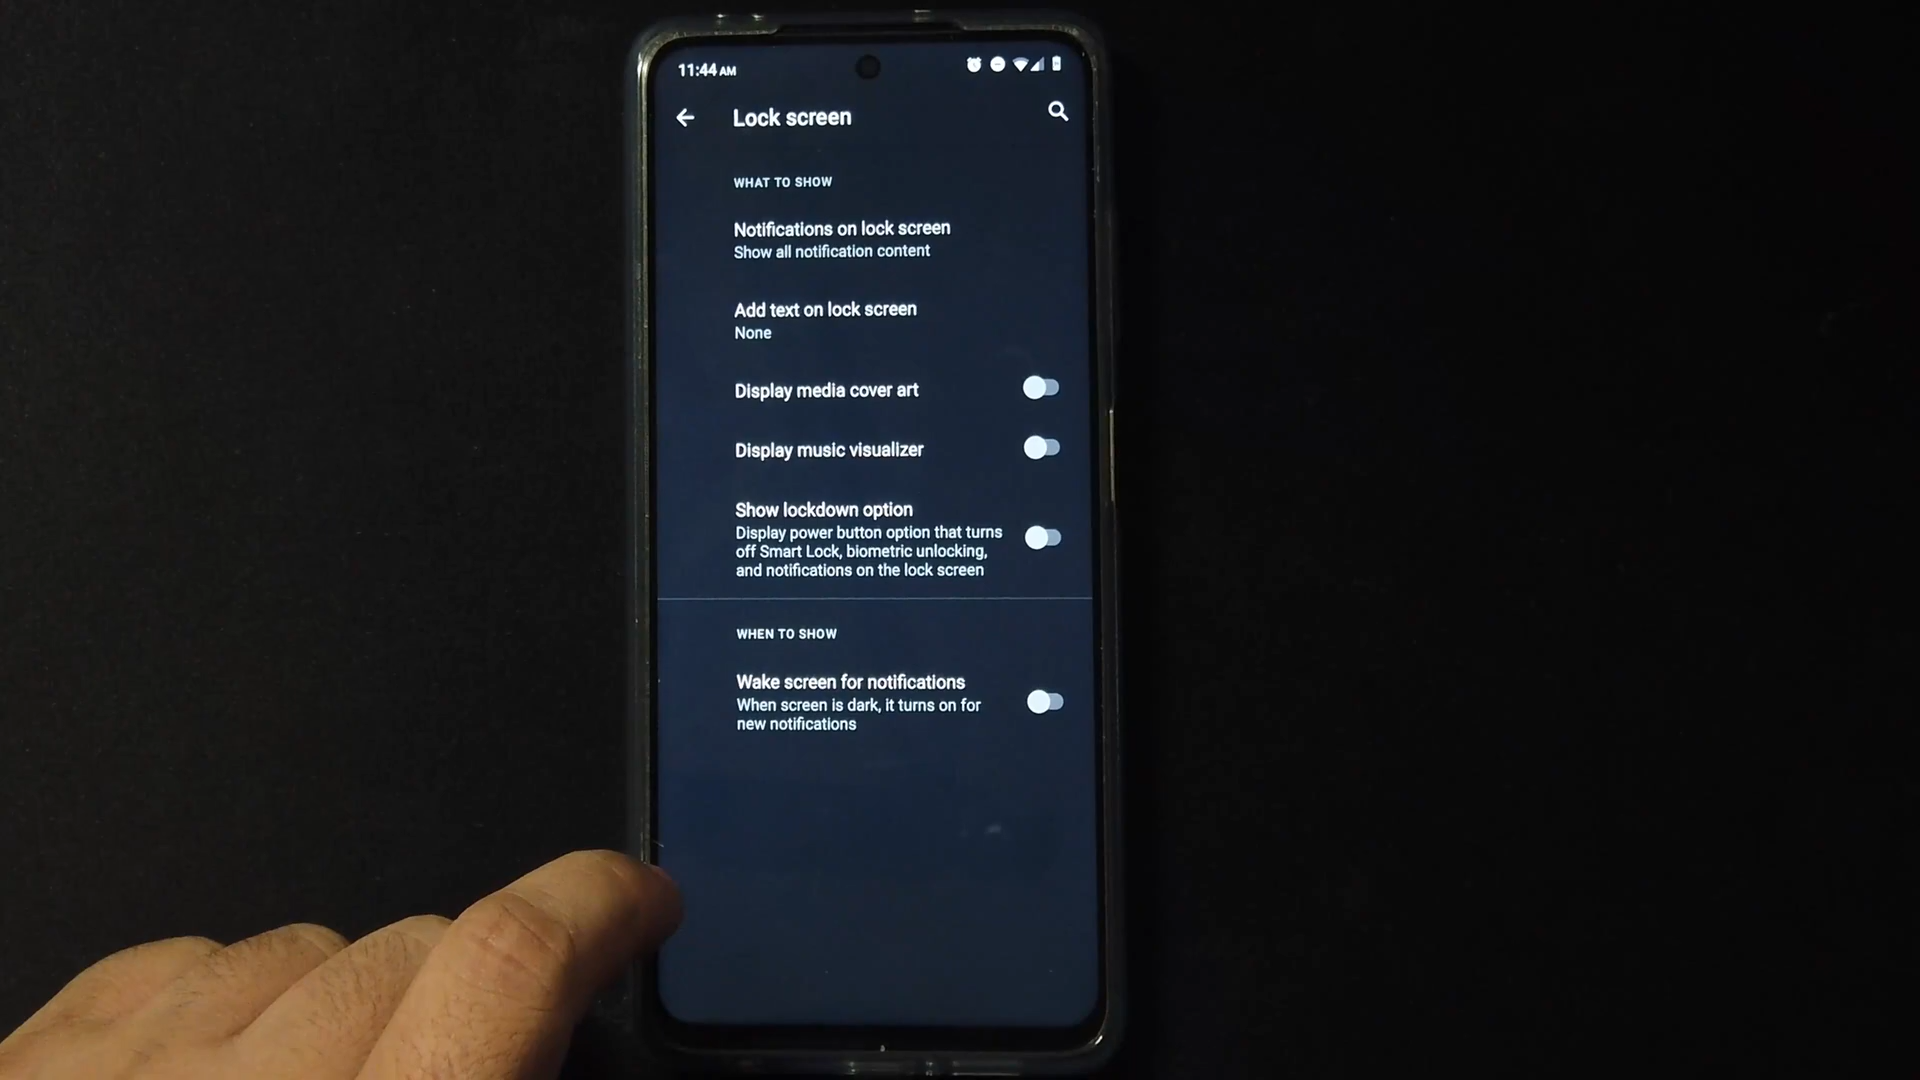 11:44 AM
Lock screen
WHAT TO SHOW
Notifications on lock screen
Show all notification content
Add text on lock screen
None
Display media cover art
Display music visualizer
Show lockdown option
Display power button option that turns
off Smart Lock, biometric unlocking,
and notifications on the lock screen
WHEN TO SHOW
Wake screen for notifications
When screen is dark, it turns on for
new notifications